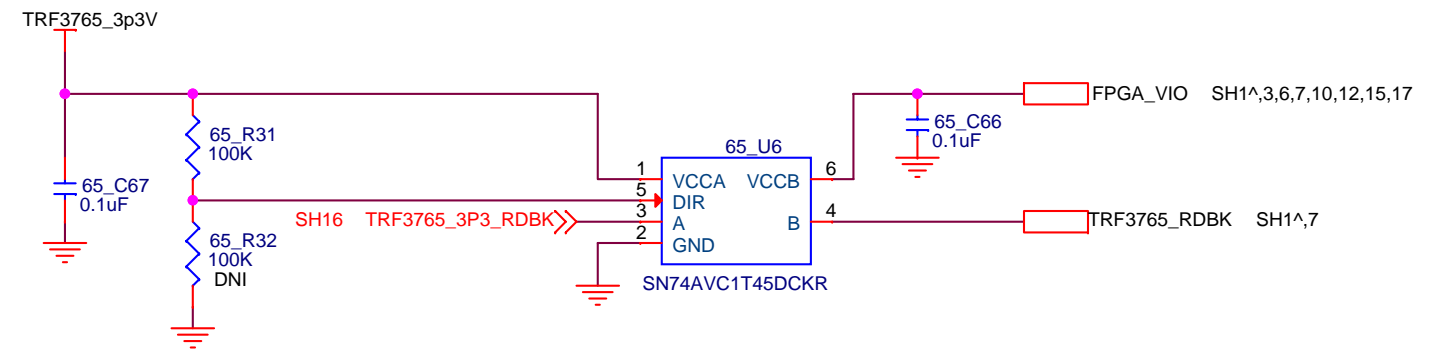 TRF3765_3p3V
FPGA_VIO SH1^,3,6,7,10,12,15,17
65_R31
100K
65_C66
0.1uF
65_U6
1 VCCA VCCB 6
65_C67
0.1uF
5 DIR
SH16 TRF3765_3P3_RDBK 3 A B 4 TRF3765_RDBK SH1^,7
2 GND
65_R32
100K
DNI
SN74AVC1T45DCKR